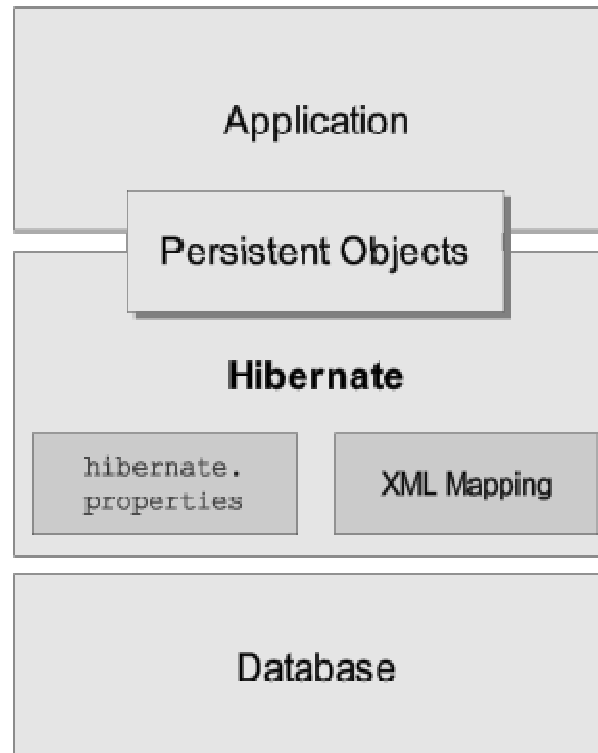 Application
Persistent Objects
Hibernate
hibernate.
properties
XML Mapping
Database